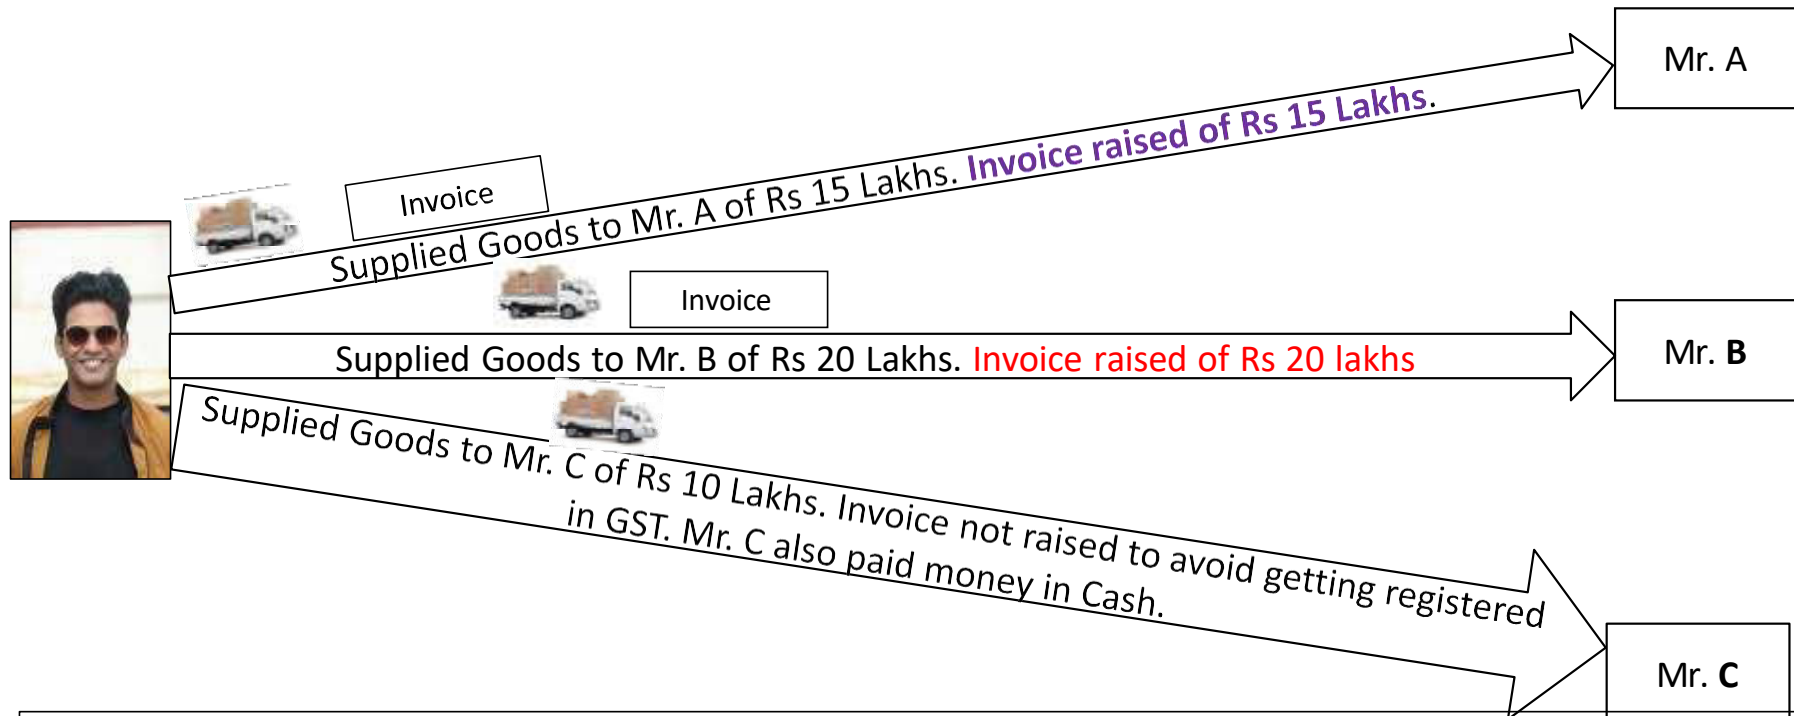 Mr. A
Invoice
Supplied Goods to Mr. A of Rs 15 Lakhs. Invoice raised of Rs 15 Lakhs.
Invoice
Supplied Goods to Mr. B of Rs 20 Lakhs. Invoice raised of Rs 20 lakhs
Mr. B
Supplied Goods to Mr. C of Rs 10 Lakhs. Invoice not raised to avoid getting registered
in GST. Mr. C also paid money in Cash.
Mr. C